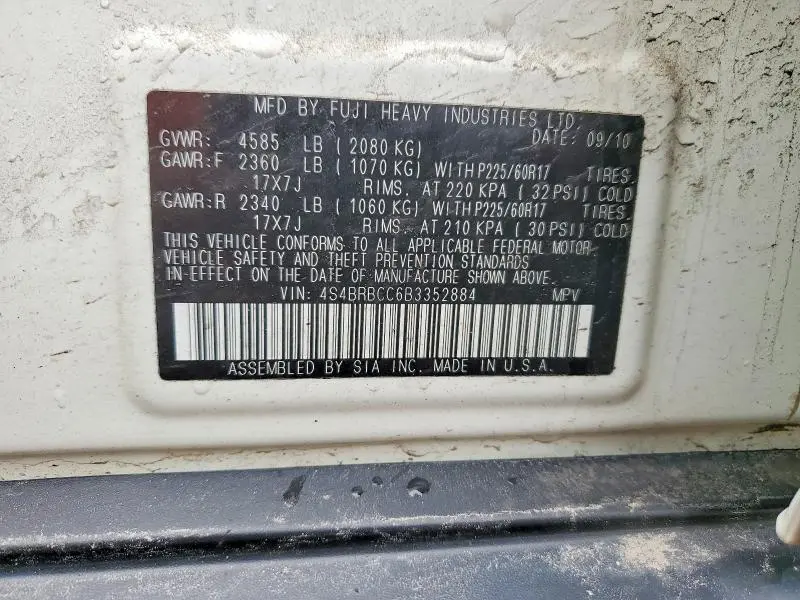 MFD BY FUJI HEAVY INDUSTRIES LTD.
DATE: 09/10
GVWR: 4585 LB (2080 KG)
GAWR:F 2360 LB (1070 KG) WITH P225/60R17 TIRES.
17X7J RIMS. AT 220 KPA (32PSI) COLD
GAWR:R 2340 LB (1060 KG) WITH P225/60R17 TIRES.
17X7J RIMS. AT 210 KPA (30PSI) COLD
THIS VEHICLE CONFORMS TO ALL APPLICABLE FEDERAL MOTOR
VEHICLE SAFETY AND THEFT PREVENTION STANDARDS
IN-EFFECT ON THE DATE OF MANUFACTURE SHOWN ABOVE.
VIN: 4S4BRBCC6B3352884 MPV
ASSEMBLED BY SIA INC. MADE IN U.S.A.